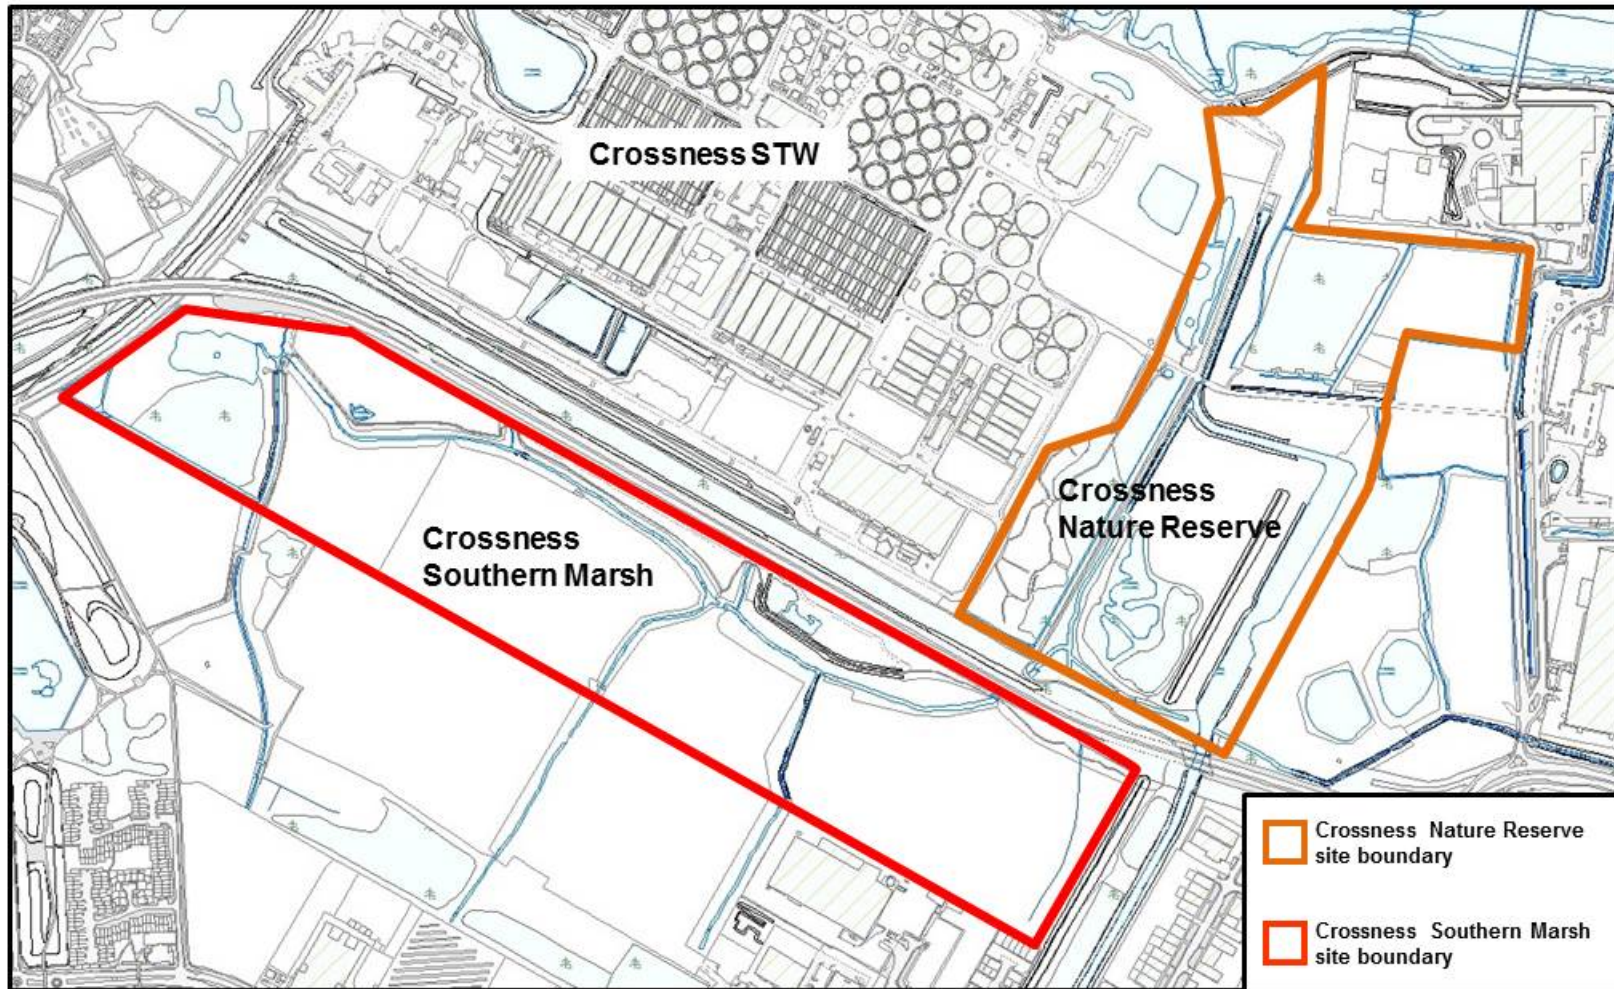 Crossness STW
Crossness
Nature Reserve
Crossness
Southern Marsh
Crossness Nature Reserve
site boundary
Crossness Southern Marsh
site boundary